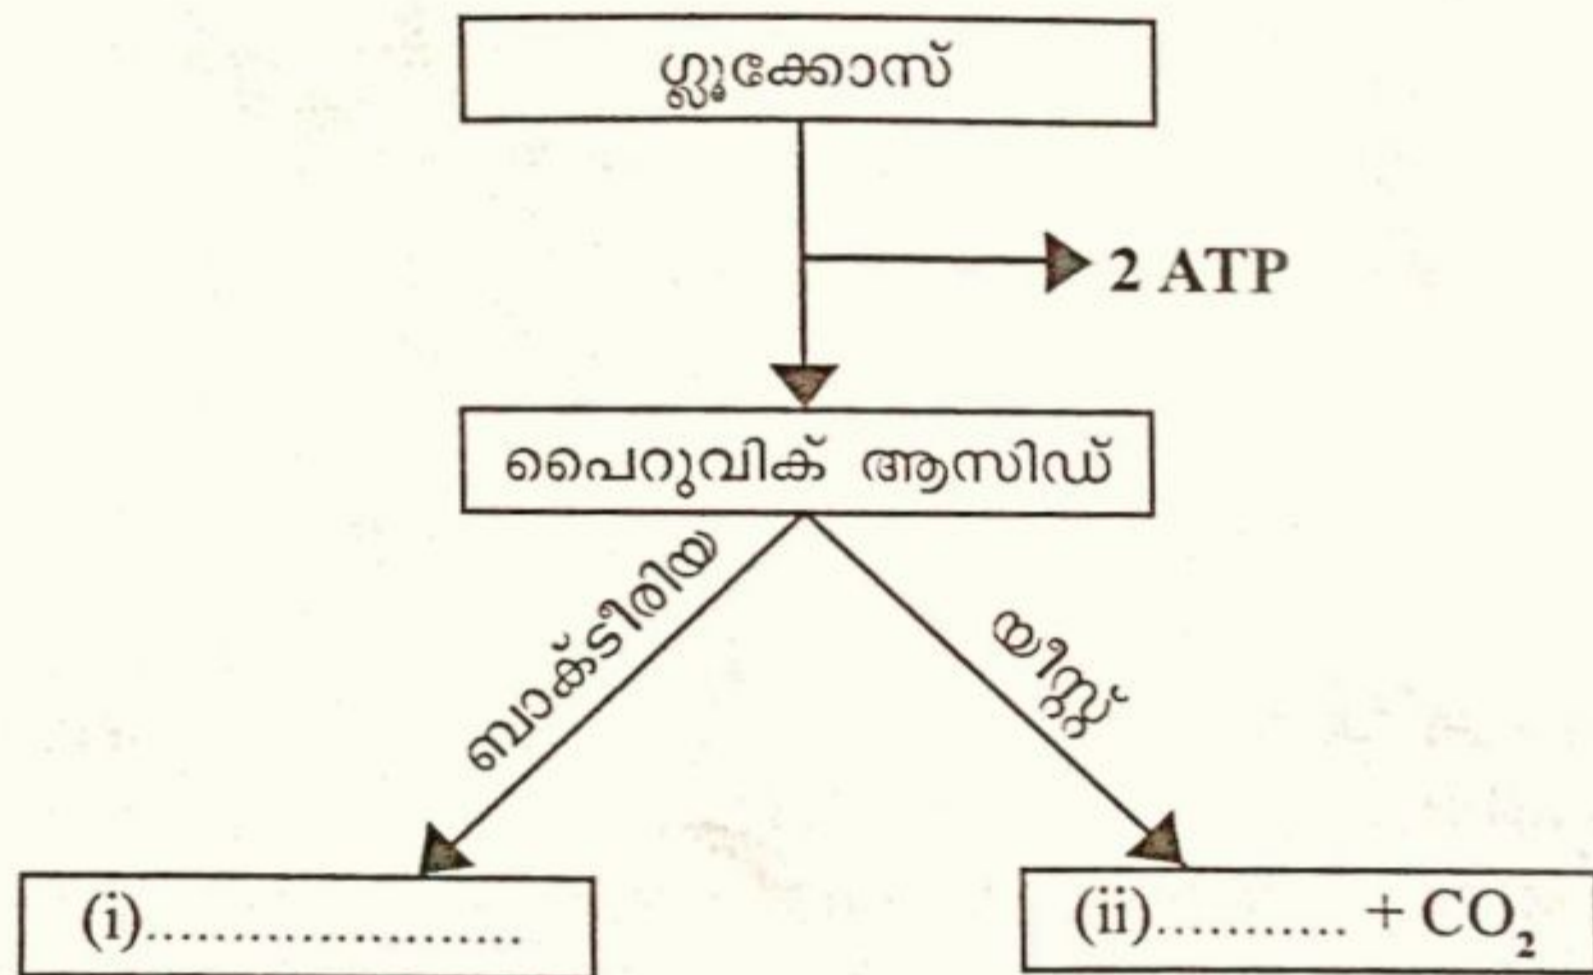 ഗ്ലൂക്കോസ്
2 ATP
പൈറുവിക് ആസിഡ്
ബാക്ടീരിയ
യീസ്റ്റ്
(i)......................
(ii)........... + CO₂